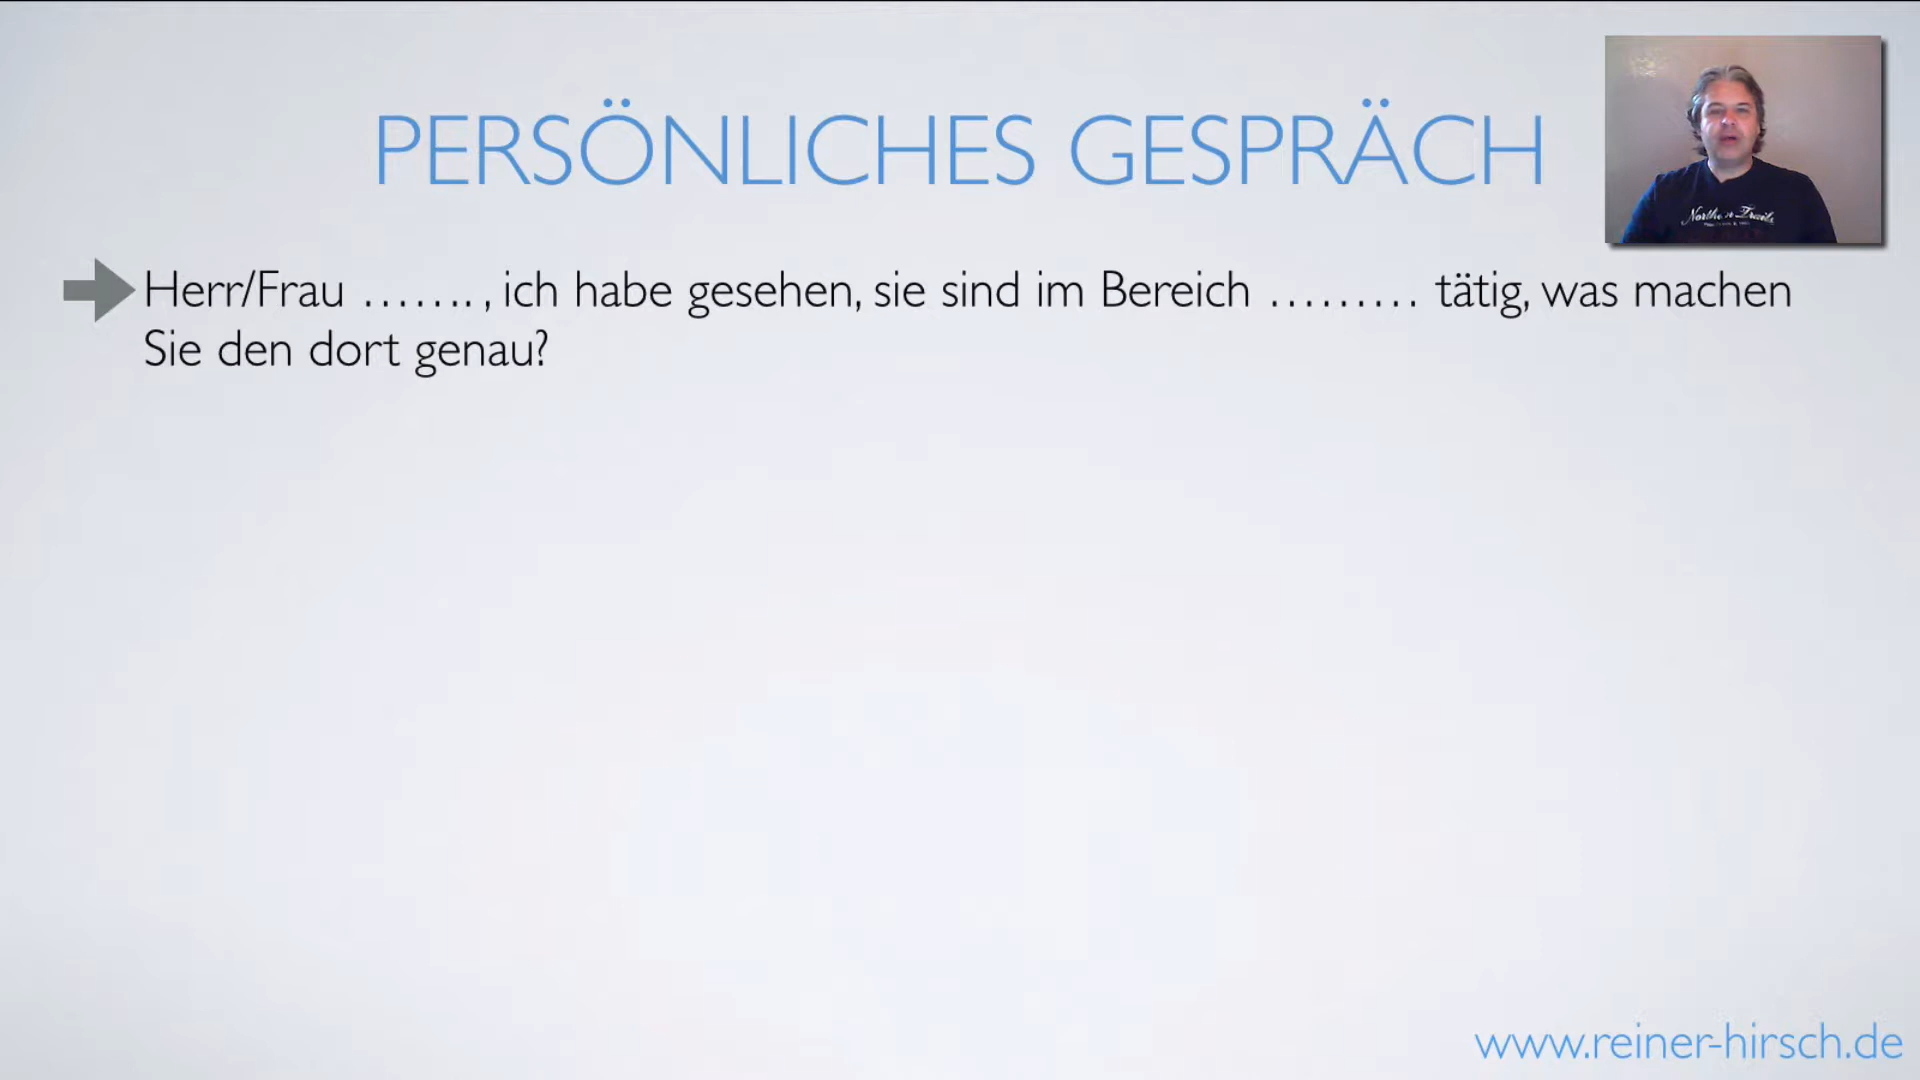 PERSÖNLICHES GESPRÄCH
Herr/Frau ……., ich habe gesehen, sie sind im Bereich ……… tätig, was machen
Sie den dort genau?
www.reiner-hirsch.de